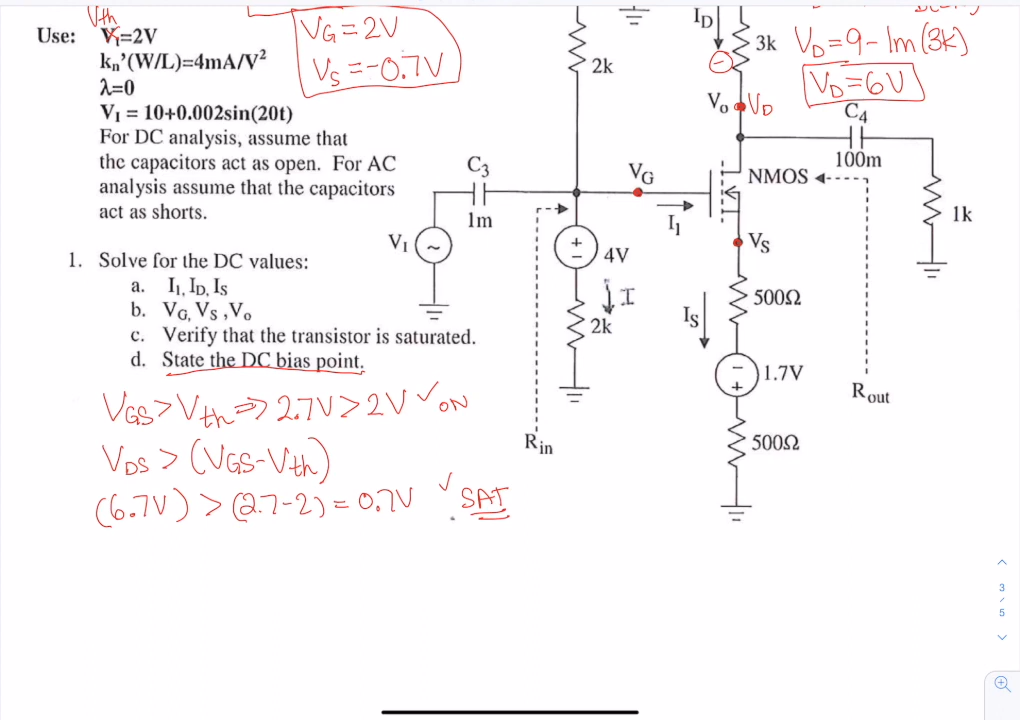 Vth
Use: Vt=2V
kn'(W/L)=4mA/V²
λ=0
VI = 10+0.002sin(20t)
For DC analysis, assume that
the capacitors act as open. For AC
analysis assume that the capacitors
act as shorts.
VG=2V
VS=-0.7V
1. Solve for the DC values:
a. I1, ID, IS
b. VG, VS ,Vo
c. Verify that the transistor is saturated.
d. State the DC bias point.
VGS>Vth => 2.7V>2V ✓ ON
VDS > (VGS-Vth)
(6.7V) > (2.7-2)=0.7V ✓ SAT
2k
ID
3k
VD=9-1m(3k)
VD=6V
Vo
VD
C4
100m
C3
1m
VG
NMOS
I1
1k
VI
~
+
-
4V
I
2k
VS
500Ω
IS
-
+
1.7V
Rout
Rin
500Ω
3
/
5